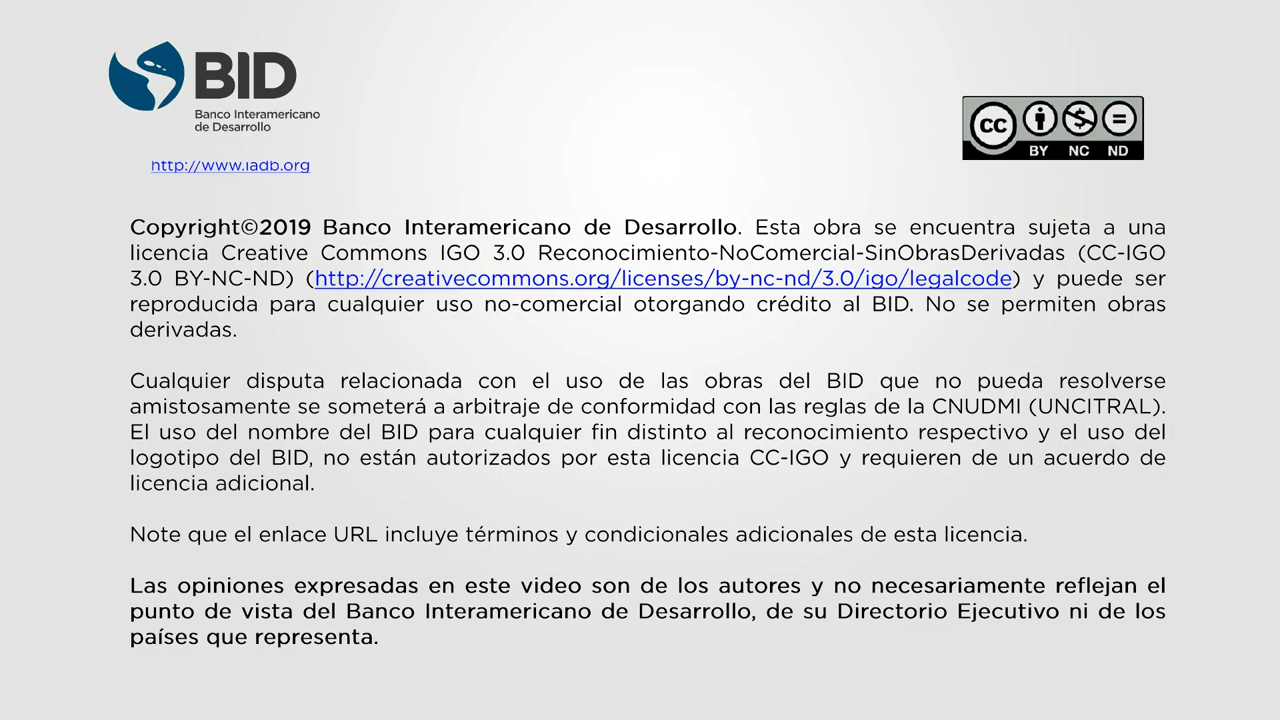 BID
Banco Interamericano
de Desarrollo
http://www.iadb.org
cc
BY NC ND
Copyright©2019 Banco Interamericano de Desarrollo. Esta obra se encuentra sujeta a una
licencia Creative Commons IGO 3.0 Reconocimiento-NoComercial-SinObrasDerivadas (CC-IGO
3.0 BY-NC-ND) (http://creativecommons.org/licenses/by-nc-nd/3.0/igo/legalcode) y puede ser
reproducida para cualquier uso no-comercial otorgando crédito al BID. No se permiten obras
derivadas.
Cualquier disputa relacionada con el uso de las obras del BID que no pueda resolverse
amistosamente se someterá a arbitraje de conformidad con las reglas de la CNUDMI (UNCITRAL).
El uso del nombre del BID para cualquier fin distinto al reconocimiento respectivo y el uso del
logotipo del BID, no están autorizados por esta licencia CC-IGO y requieren de un acuerdo de
licencia adicional.
Note que el enlace URL incluye términos y condicionales adicionales de esta licencia.
Las opiniones expresadas en este video son de los autores y no necesariamente reflejan el
punto de vista del Banco Interamericano de Desarrollo, de su Directorio Ejecutivo ni de los
países que representa.